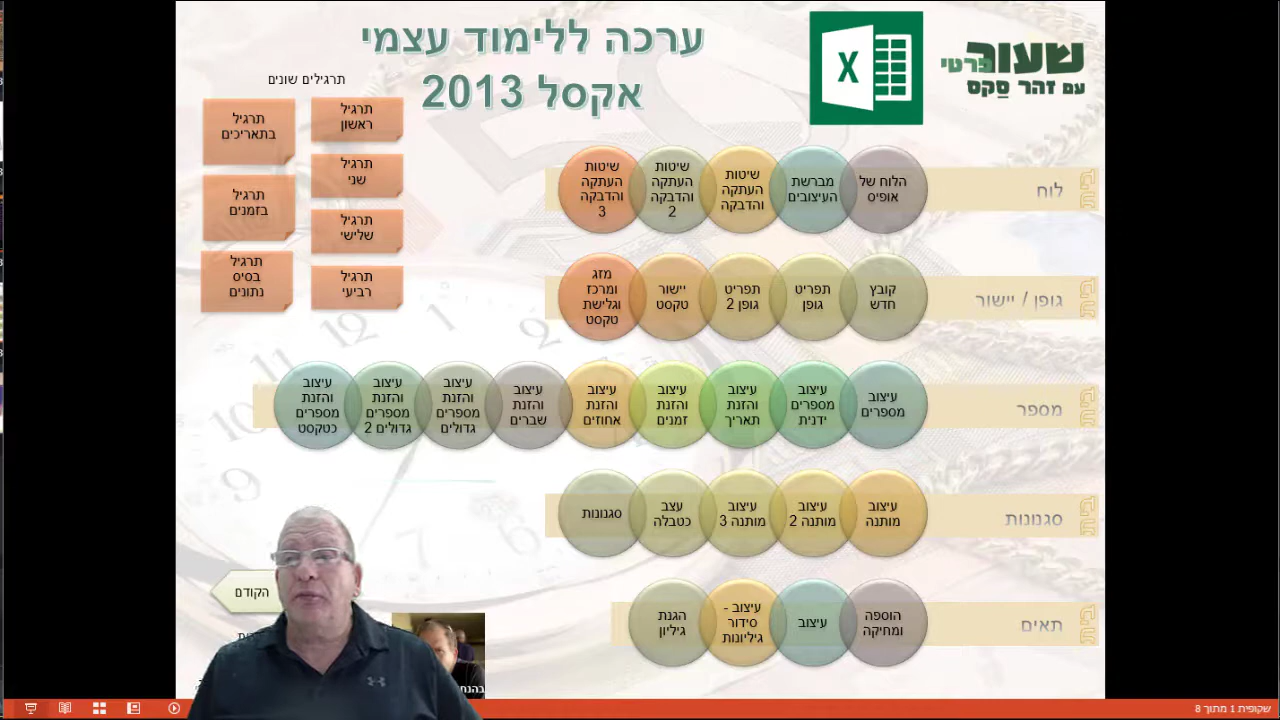 ערכה ללימוד עצמי
אקסל 2013
שעור
פרטי
עם זהר סַקס
תרגילים שונים
תרגיל
ראשון
תרגיל
שני
תרגיל
שלישי
תרגיל
רביעי
תרגיל
בתאריכים
תרגיל
בזמנים
תרגיל
בסיס
נתונים
בית
לוח
הלוח של
אופיס
מברשת
העיצובים
שיטות
העתקה
והדבקה
שיטות
העתקה
והדבקה
2
שיטות
העתקה
והדבקה
3
בית
גופן / יישור
קובץ
חדש
תפריט
גופן
תפריט
גופן 2
יישור
טקסט
מזג
ומרכז
וגלישת
טקסט
בית
מספר
עיצוב
מספרים
עיצוב
מספרים
ידנית
עיצוב
והזנת
תאריך
עיצוב
והזנת
זמנים
עיצוב
והזנת
אחוזים
עיצוב
והזנת
שברים
עיצוב
והזנת
מספרים
גדולים
עיצוב
והזנת
מספרים
גדולים 2
עיצוב
והזנת
מספרים
כטקסט
בית
סגנונות
עיצוב
מותנה
עיצוב
מותנה 2
עיצוב
מותנה 3
עצב
כטבלה
סגנונות
בית
תאים
הוספה
ומחיקה
עיצוב
עיצוב -
סידור
גיליונות
הגנת
גיליון
הקודם
שקופית 1 מתוך 8